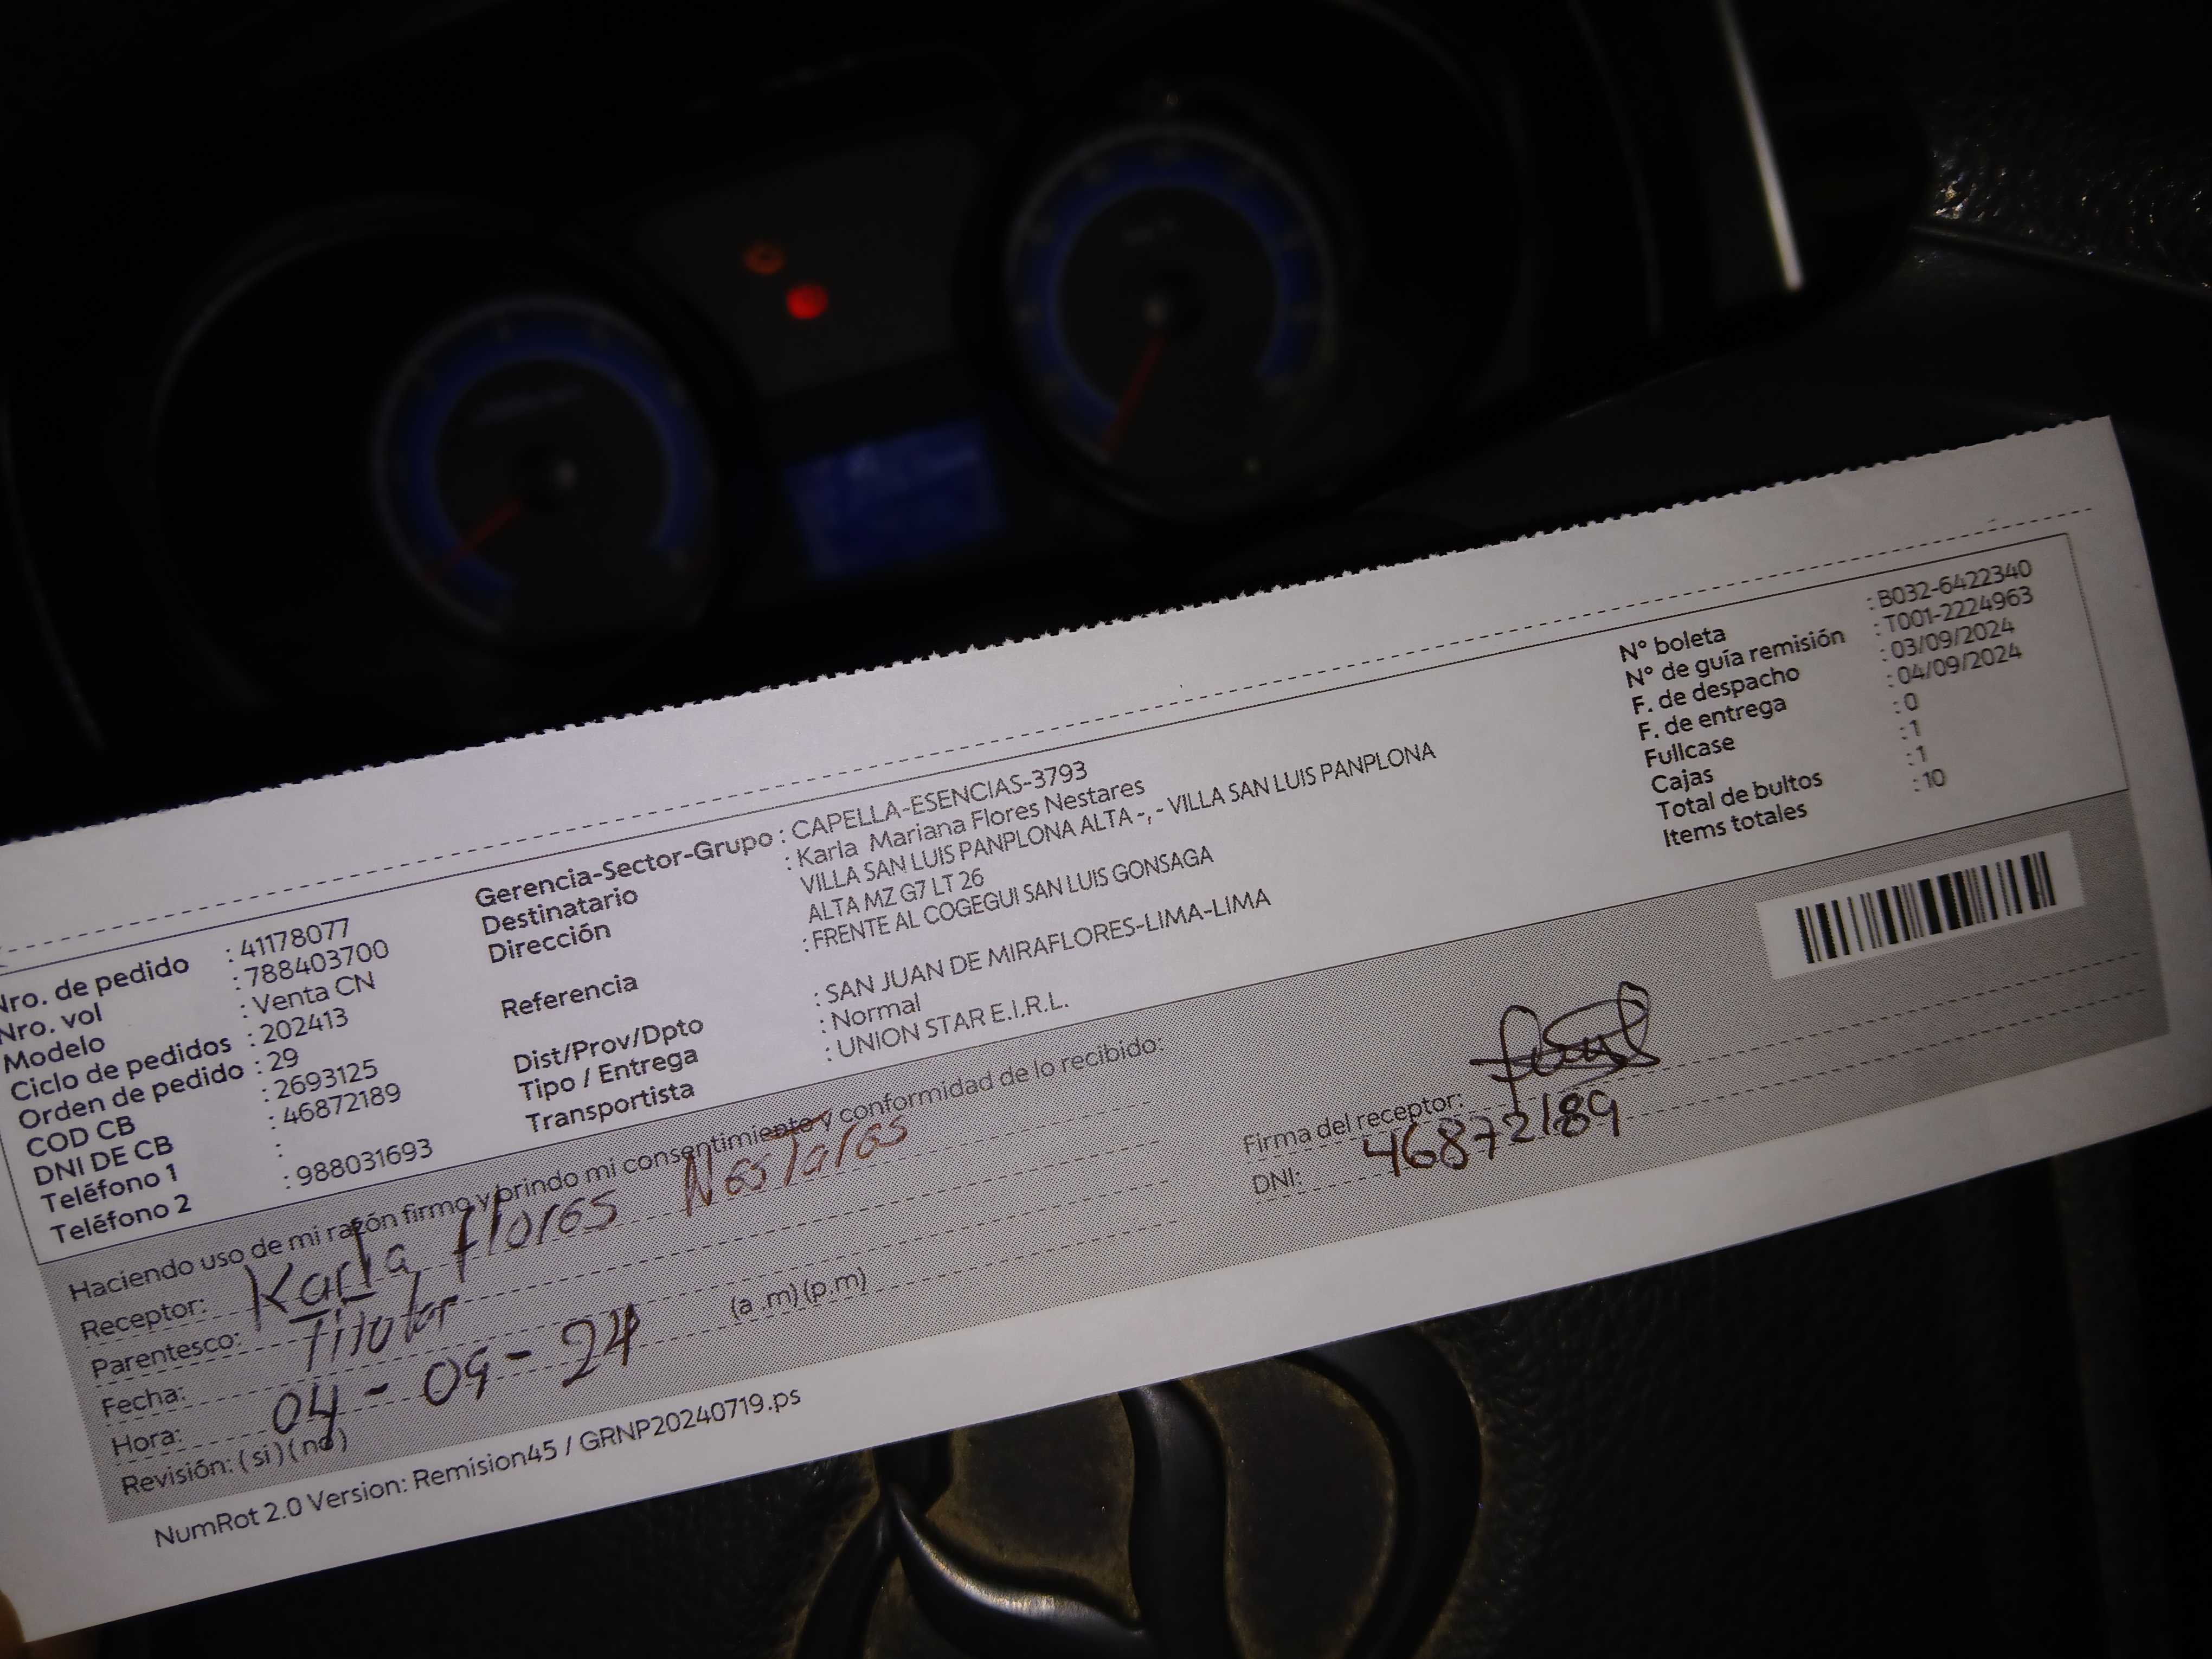 Nro. de pedido : 41178077
Nro. vol : 788403700
Modelo : Venta CN
Ciclo de pedidos : 202413
Orden de pedido : 29
COD CB : 2693125
DNI DE CB : 46872189
Teléfono 1 :
Teléfono 2 : 988031693
Gerencia-Sector-Grupo : CAPELLA-ESENCIAS-3793
Destinatario : Karla Mariana Flores Nestares
Dirección VILLA SAN LUIS PANPLONA ALTA -, - VILLA SAN LUIS PANPLONA
ALTA MZ G7 LT 26
Referencia : FRENTE AL COGEGUI SAN LUIS GONSAGA
Dist/Prov/Dpto : SAN JUAN DE MIRAFLORES-LIMA-LIMA
Tipo / Entrega : Normal
Transportista : UNION STAR E.I.R.L.
N° boleta : B032-6422340
N° de guía remisión : T001-2224963
F. de despacho : 03/09/2024
F. de entrega : 04/09/2024
Fullcase : 0
Cajas : 1
Total de bultos : 1
Items totales : 10
Haciendo uso de mi razón firmo y brindo mi consentimiento y conformidad de lo recibido:
Receptor: Karla flores Nestares
Parentesco: Titular
Fecha: 04-09-24
Hora: (a .m) (p.m)
Revisión: ( si ) ( no )
Firma del receptor:
DNI: 46872189
NumRot 2.0 Version: Remision45 / GRNP20240719.ps